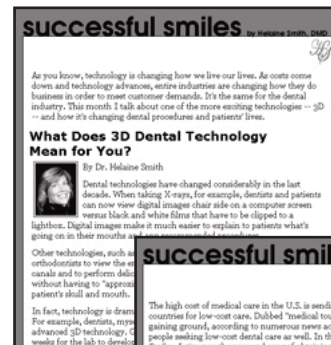 successful smiles by Helaine Smith, DMD
As you know, technology is changing how we live our lives. As costs come
down and technology advances, entire industries are changing how they do
business in order to meet customer demands. It's the same for the dental
industry. This month I talk about one of the more exciting technologies -- 3D
-- and how it's changing dental procedures and patients' lives.
What Does 3D Dental Technology
Mean for You?
By Dr. Helaine Smith
Dental technologies have changed considerably in the last
decade. When taking X-rays, for example, dentists and patients
can now view digital images chair side on a computer screen
versus black and white films that have to be clipped to a
lightbox. Digital images make it much easier to explain to patients what's
going on in their mouths and any recommended procedures.
Other technologies, such as
orthodontists to view the en
canals and to perform delic
without having to "approxi
patient's skull and mouth.
In fact, technology is dram
For example, dentists, myse
advanced 3D technology. C
weeks for the lab to develop
successful smil
The high cost of medical care in the U.S. is sendi
countries for low-cost care. Dubbed "medical tou
gaining ground, according to numerous news ac
people seeking low-cost dental care as well. In th